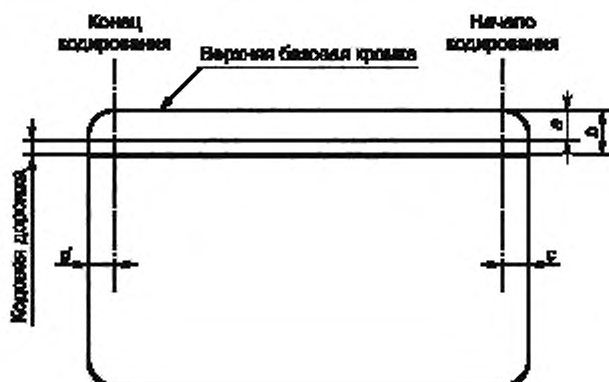 Конец
кодирования
Начало
кодирования
Верхняя базовая кромка
a
b
Кодовая дорожка
d
c